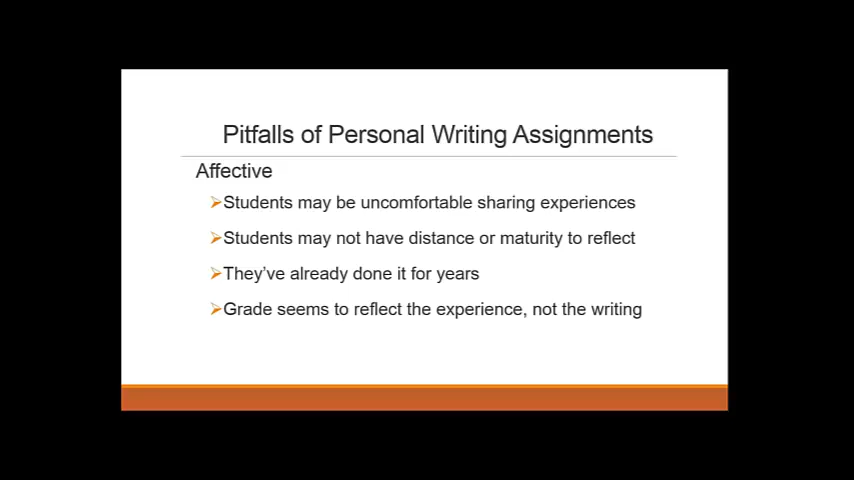 Pitfalls of Personal Writing Assignments
Affective
Students may be uncomfortable sharing experiences
Students may not have distance or maturity to reflect
They’ve already done it for years
Grade seems to reflect the experience, not the writing